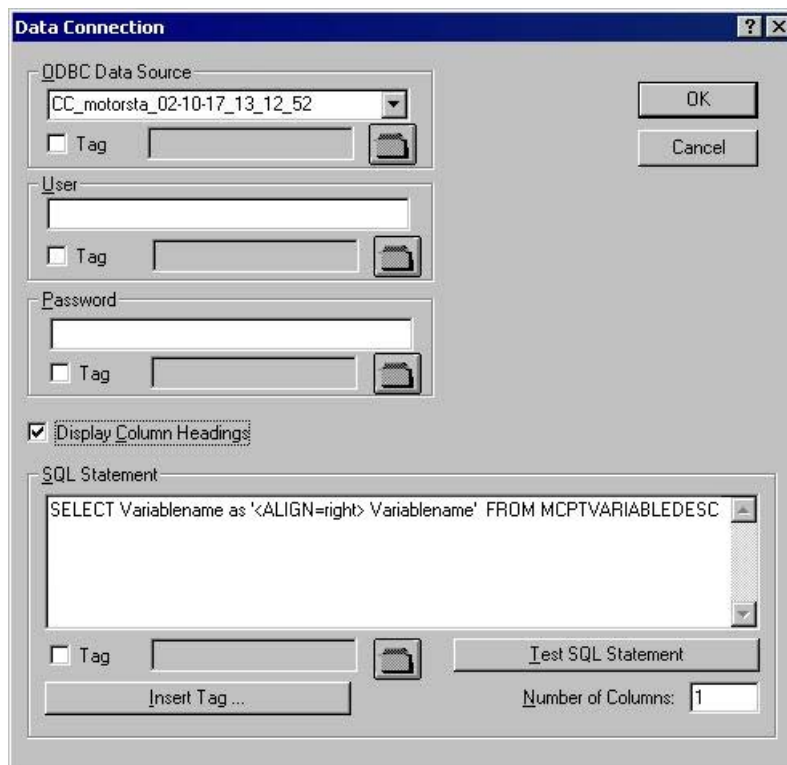 Data Connection
ODBC Data Source
CC_motorsta_02-10-17_13_12_52
OK
Tag
Cancel
User
Tag
Password
Tag
Display Column Headings
SQL Statement
SELECT Variablename as '<ALIGN=right> Variablename'  FROM MCPTVARIABLEDESC
Tag
Test SQL Statement
Insert Tag ...
Number of Columns: 1